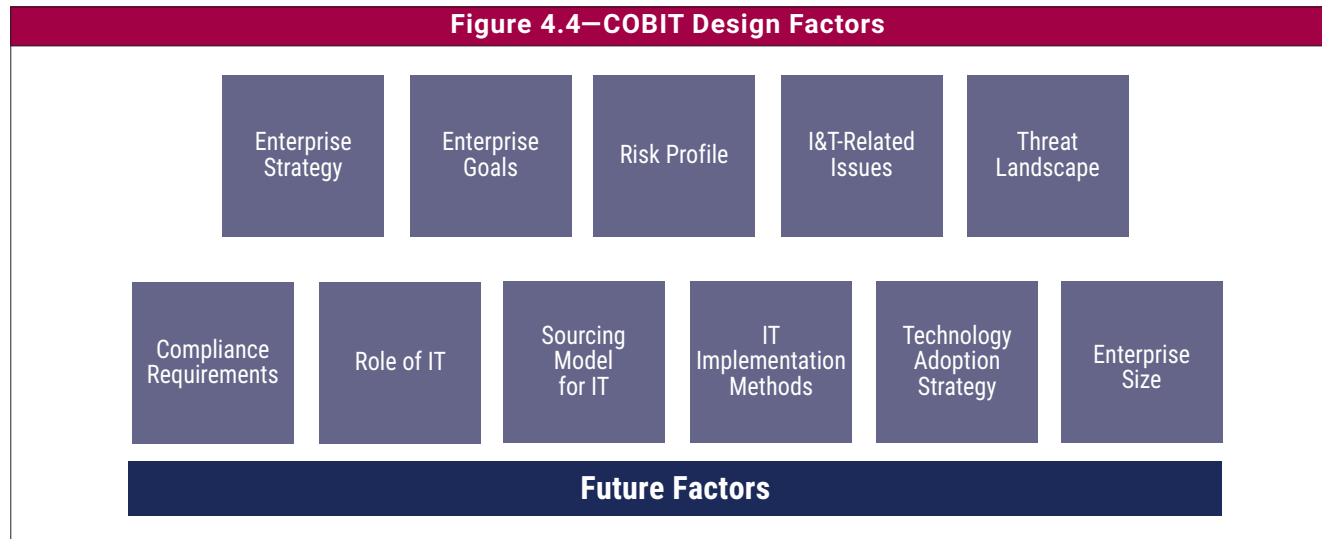 Figure 4.4—COBIT Design Factors
Enterprise
Strategy
Enterprise
Goals
Risk Profile
I&T-Related
Issues
Threat
Landscape
Compliance
Requirements
Role of IT
Sourcing
Model
for IT
IT
Implementation
Methods
Technology
Adoption
Strategy
Enterprise
Size
Future Factors